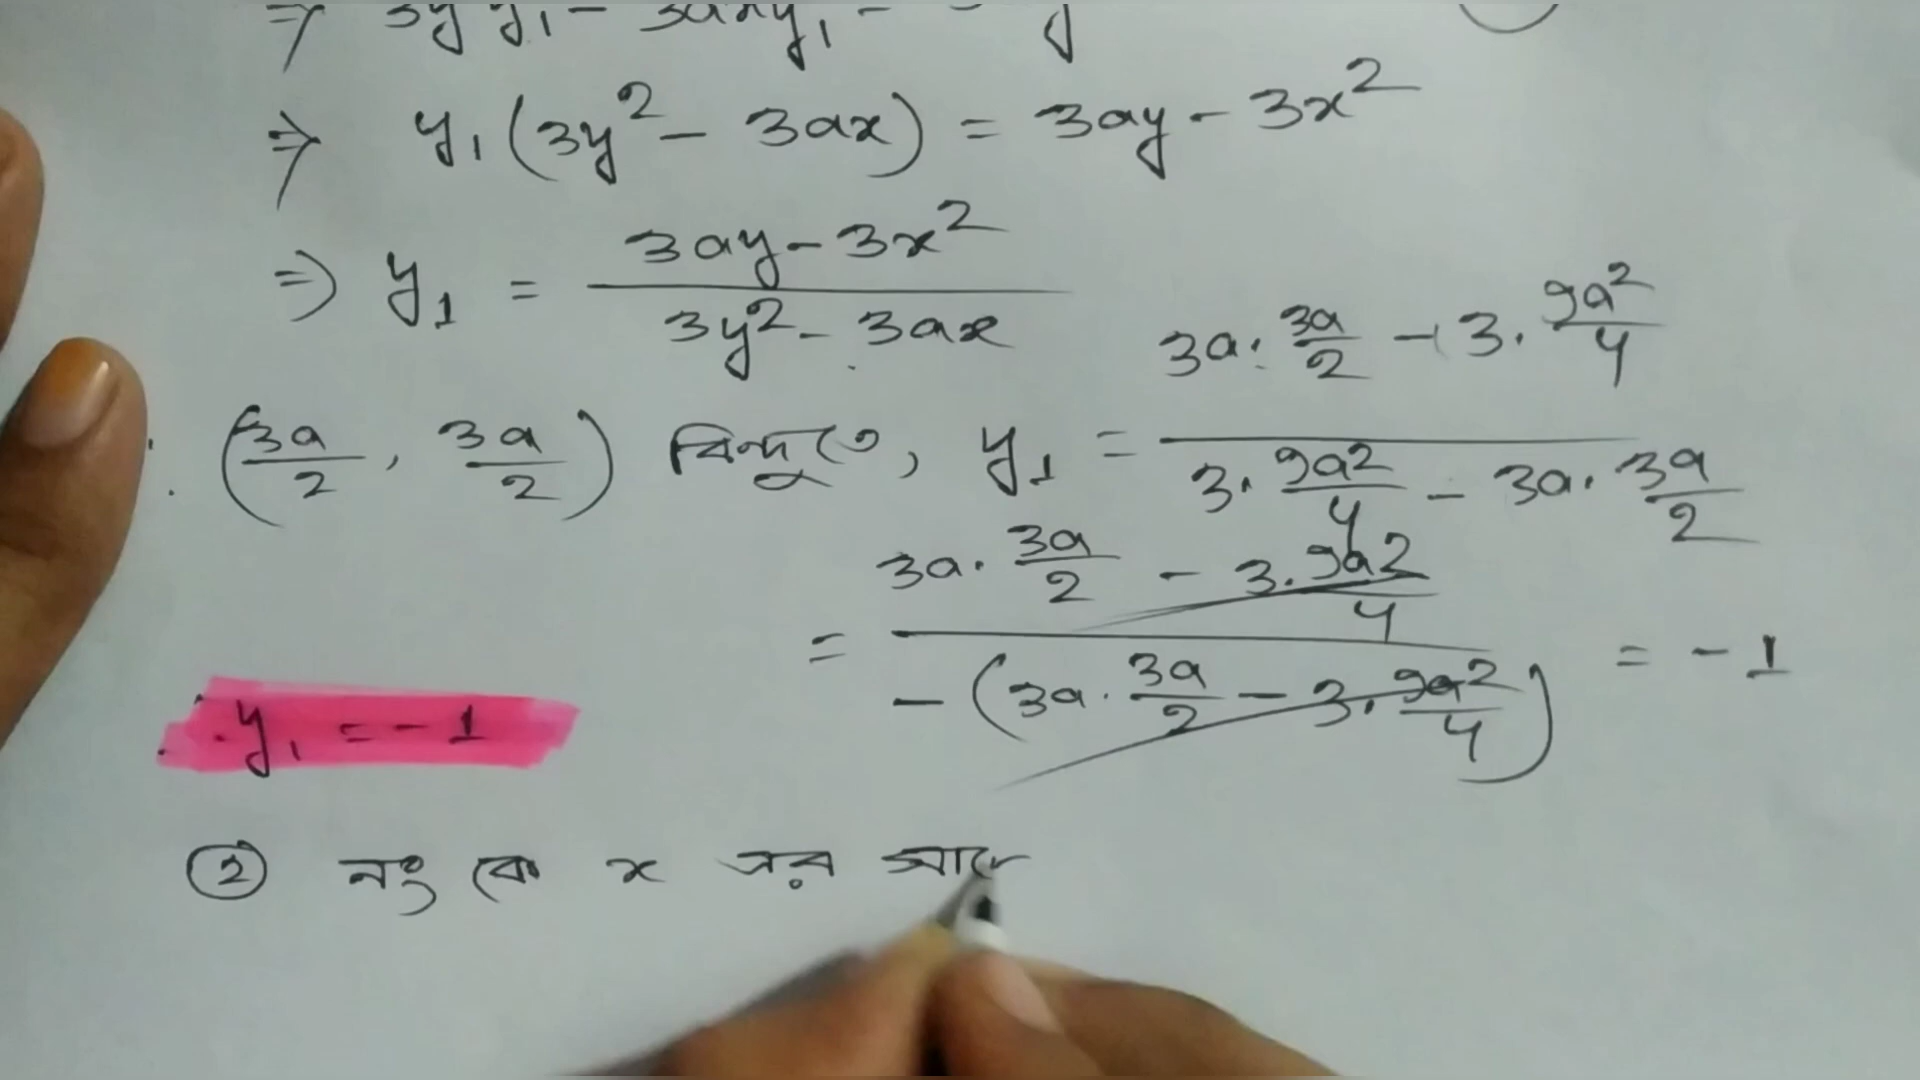 ⇒ y₁(3y² - 3ax) = 3ay - 3x²
⇒ y₁ = (3ay - 3x²)/(3y² - 3ax)
(3a/2, 3a/2) বিন্দুতে, y₁ = (3a · 3a/2 - 3 · 9a²/4)/(3 · 9a²/4 - 3a · 3a/2)
= (3a · 3a/2 - 3 · 9a²/4)/(-(3a · 3a/2 - 3 · 9a²/4)) = -1
∴ y₁ = -1
② নং কে x এর সাথে